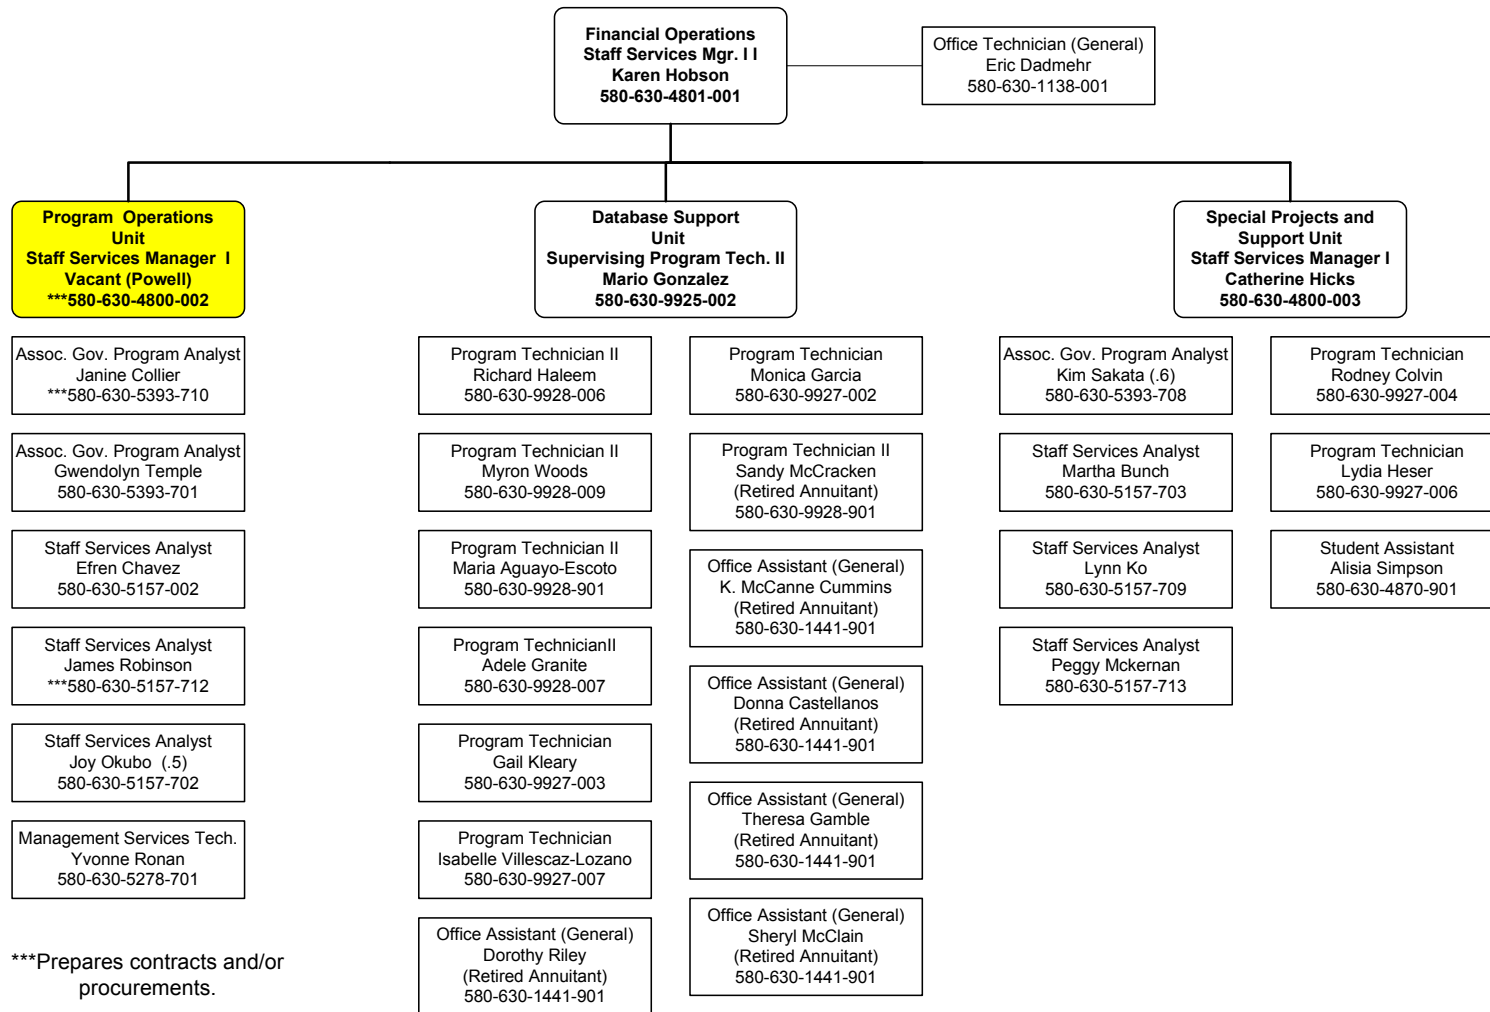 Financial Operations
Staff Services Mgr. I I
Karen Hobson
580-630-4801-001
Office Technician (General)
Eric Dadmehr
580-630-1138-001
Program  Operations
Unit
Staff Services Manager  I
Vacant (Powell)
***580-630-4800-002
Database Support
Unit
Supervising Program Tech. II
Mario Gonzalez
580-630-9925-002
Special Projects and
Support Unit
Staff Services Manager I
Catherine Hicks
580-630-4800-003
Assoc. Gov. Program Analyst
Janine Collier
***580-630-5393-710
Assoc. Gov. Program Analyst
Gwendolyn Temple
580-630-5393-701
Staff Services Analyst
Efren Chavez
580-630-5157-002
Staff Services Analyst
James Robinson
***580-630-5157-712
Staff Services Analyst
Joy Okubo  (.5)
580-630-5157-702
Management Services Tech.
Yvonne Ronan
580-630-5278-701
***Prepares contracts and/or
procurements.
Program Technician II
Richard Haleem
580-630-9928-006
Program Technician II
Myron Woods
580-630-9928-009
Program Technician II
Maria Aguayo-Escoto
580-630-9928-901
Program TechnicianII
Adele Granite
580-630-9928-007
Program Technician
Gail Kleary
580-630-9927-003
Program Technician
Isabelle Villescaz-Lozano
580-630-9927-007
Office Assistant (General)
Dorothy Riley
(Retired Annuitant)
580-630-1441-901
Program Technician
Monica Garcia
580-630-9927-002
Program Technician II
Sandy McCracken
(Retired Annuitant)
580-630-9928-901
Office Assistant (General)
K. McCanne Cummins
(Retired Annuitant)
580-630-1441-901
Office Assistant (General)
Donna Castellanos
(Retired Annuitant)
580-630-1441-901
Office Assistant (General)
Theresa Gamble
(Retired Annuitant)
580-630-1441-901
Office Assistant (General)
Sheryl McClain
(Retired Annuitant)
580-630-1441-901
Assoc. Gov. Program Analyst
Kim Sakata (.6)
580-630-5393-708
Staff Services Analyst
Martha Bunch
580-630-5157-703
Staff Services Analyst
Lynn Ko
580-630-5157-709
Staff Services Analyst
Peggy Mckernan
580-630-5157-713
Program Technician
Rodney Colvin
580-630-9927-004
Program Technician
Lydia Heser
580-630-9927-006
Student Assistant
Alisia Simpson
580-630-4870-901